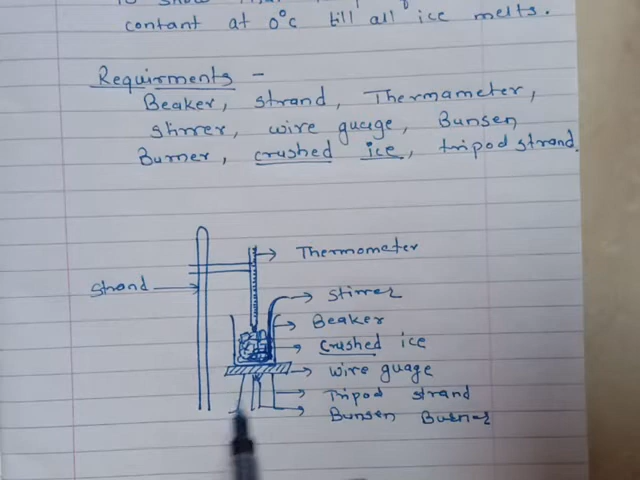 contant at 0°c till all ice melts.
Requirments -
Beaker, strand, Thermameter,
stirrer, wire guage, Bunsen
Burner, crushed ice, tripod strand.
Thermometer
strand
stirrer
Beaker
crushed ice
wire guage
Tripod strand
Bunsen Burner